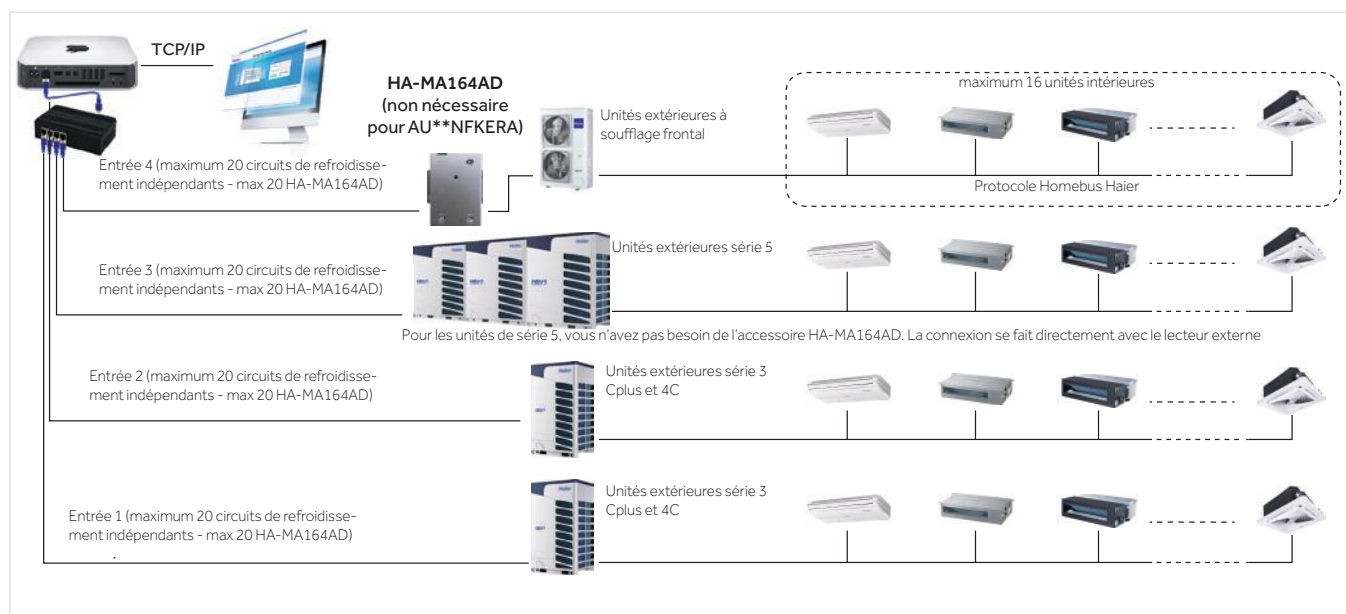 TCP/IP
HA-MA164AD
(non nécessaire
pour AU**NFKERA)
maximum 16 unités intérieures
Unités extérieures à
soufflage frontal
Entrée 4 (maximum 20 circuits de refroidisse-
ment indépendants - max 20 HA-MA164AD)
Protocole Homebus Haier
Unités extérieures série 5
Entrée 3 (maximum 20 circuits de refroidisse-
ment indépendants - max 20 HA-MA164AD)
Pour les unités de série 5, vous n'avez pas besoin de l'accessoire HA-MA164AD. La connexion se fait directement avec le lecteur externe
Entrée 2 (maximum 20 circuits de refroidisse-
ment indépendants - max 20 HA-MA164AD)
Unités extérieures série 3
Cplus et 4C
Unités extérieures série 3
Cplus et 4C
Entrée 1 (maximum 20 circuits de refroidisse-
ment indépendants - max 20 HA-MA164AD)